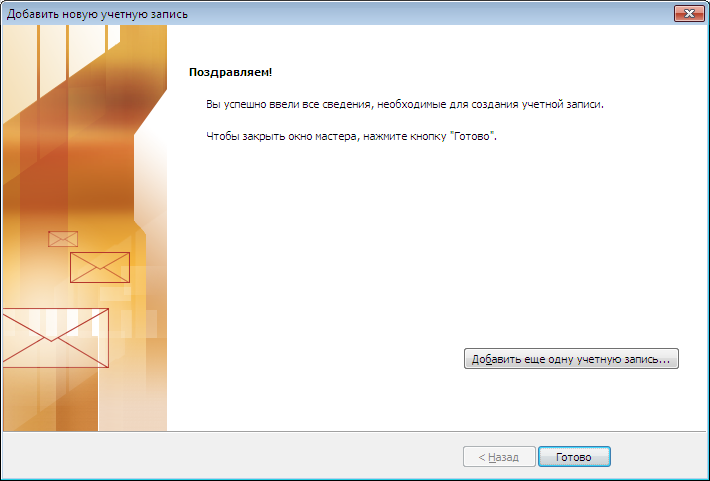 Добавить новую учетную запись
Поздравляем!
Вы успешно ввели все сведения, необходимые для создания учетной записи.
Чтобы закрыть окно мастера, нажмите кнопку "Готово".
Добавить еще одну учетную запись...
< Назад
Готово